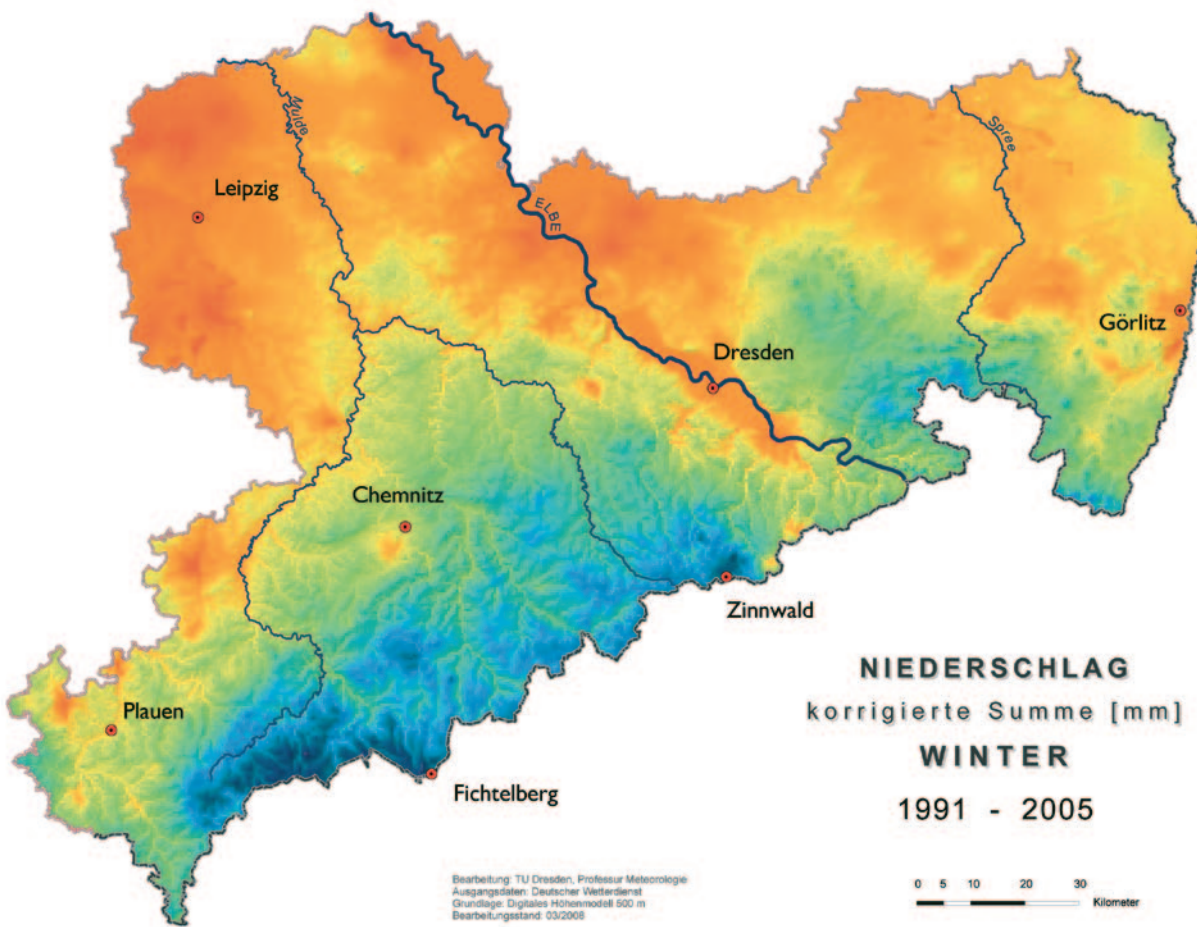 Mulde
Spree
Leipzig
ELBE
Görlitz
Dresden
Chemnitz
Zinnwald
NIEDERSCHLAG
korrigierte Summe [mm]
Plauen
WINTER
Fichtelberg
1991 - 2005
Bearbeitung: TU Dresden, Professur Meteorologie
Ausgangsdaten: Deutscher Wetterdienst
Grundlage: Digitales Höhenmodell 500 m
Bearbeitungsstand: 03/2008
0 5 10 20 30
Kilometer